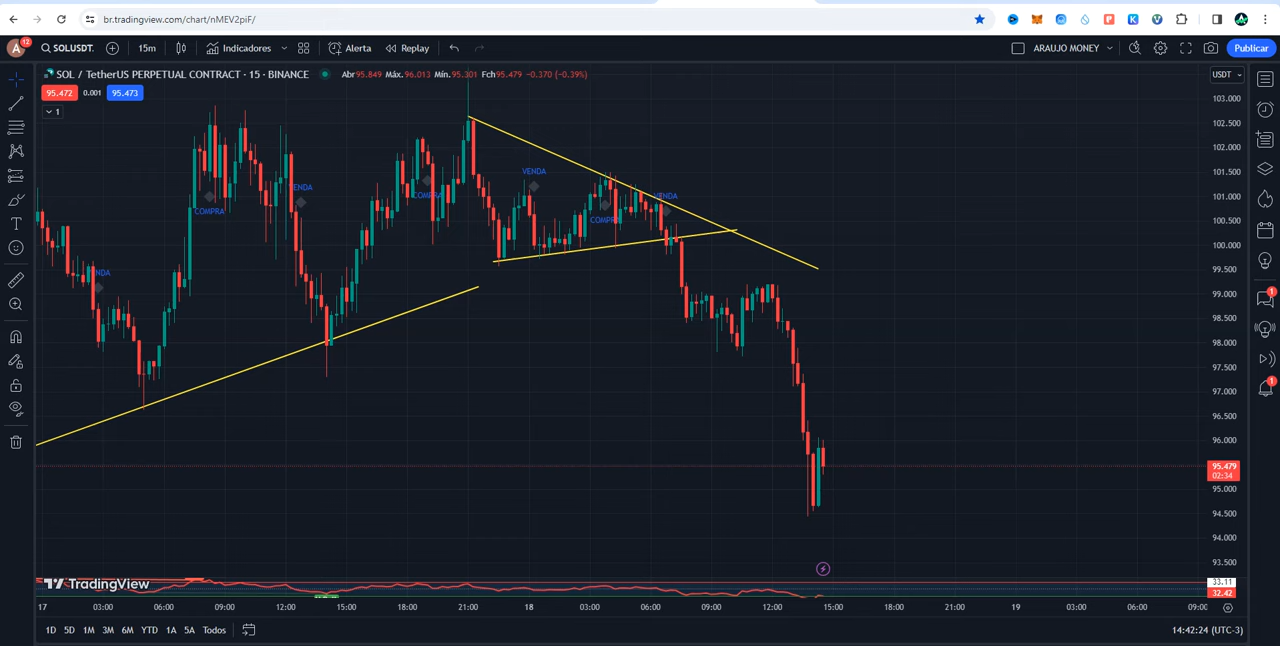 br.tradingview.com/chart/nMEV2piF/
A 12 SOLUSDT. 15m Indicadores Alerta Replay ARAUJO MONEY Publicar
SOL / TetherUS PERPETUAL CONTRACT · 15 · BINANCE Abr95.849 Máx.96.013 Mín.95.301 Fch95.479 -0.370 (-0.39%) USDT
95.472 0.001 95.473
1
103.000
102.500
102.000
VENDA 101.500
COMPRA 101.000
COMPRA COMPRA 100.500
100.000
99.500
99.000
98.500
98.000
97.500
97.000
96.500
96.000
95.479
02:34
95.000
94.500
94.000
93.500
TradingView 33.11
32.42
17 03:00 06:00 09:00 12:00 15:00 18:00 21:00 18 03:00 06:00 09:00 12:00 15:00 18:00 21:00 19 03:00 06:00 09:00
1D 5D 1M 3M 6M YTD 1A 5A Todos 14:42:24 (UTC-3)